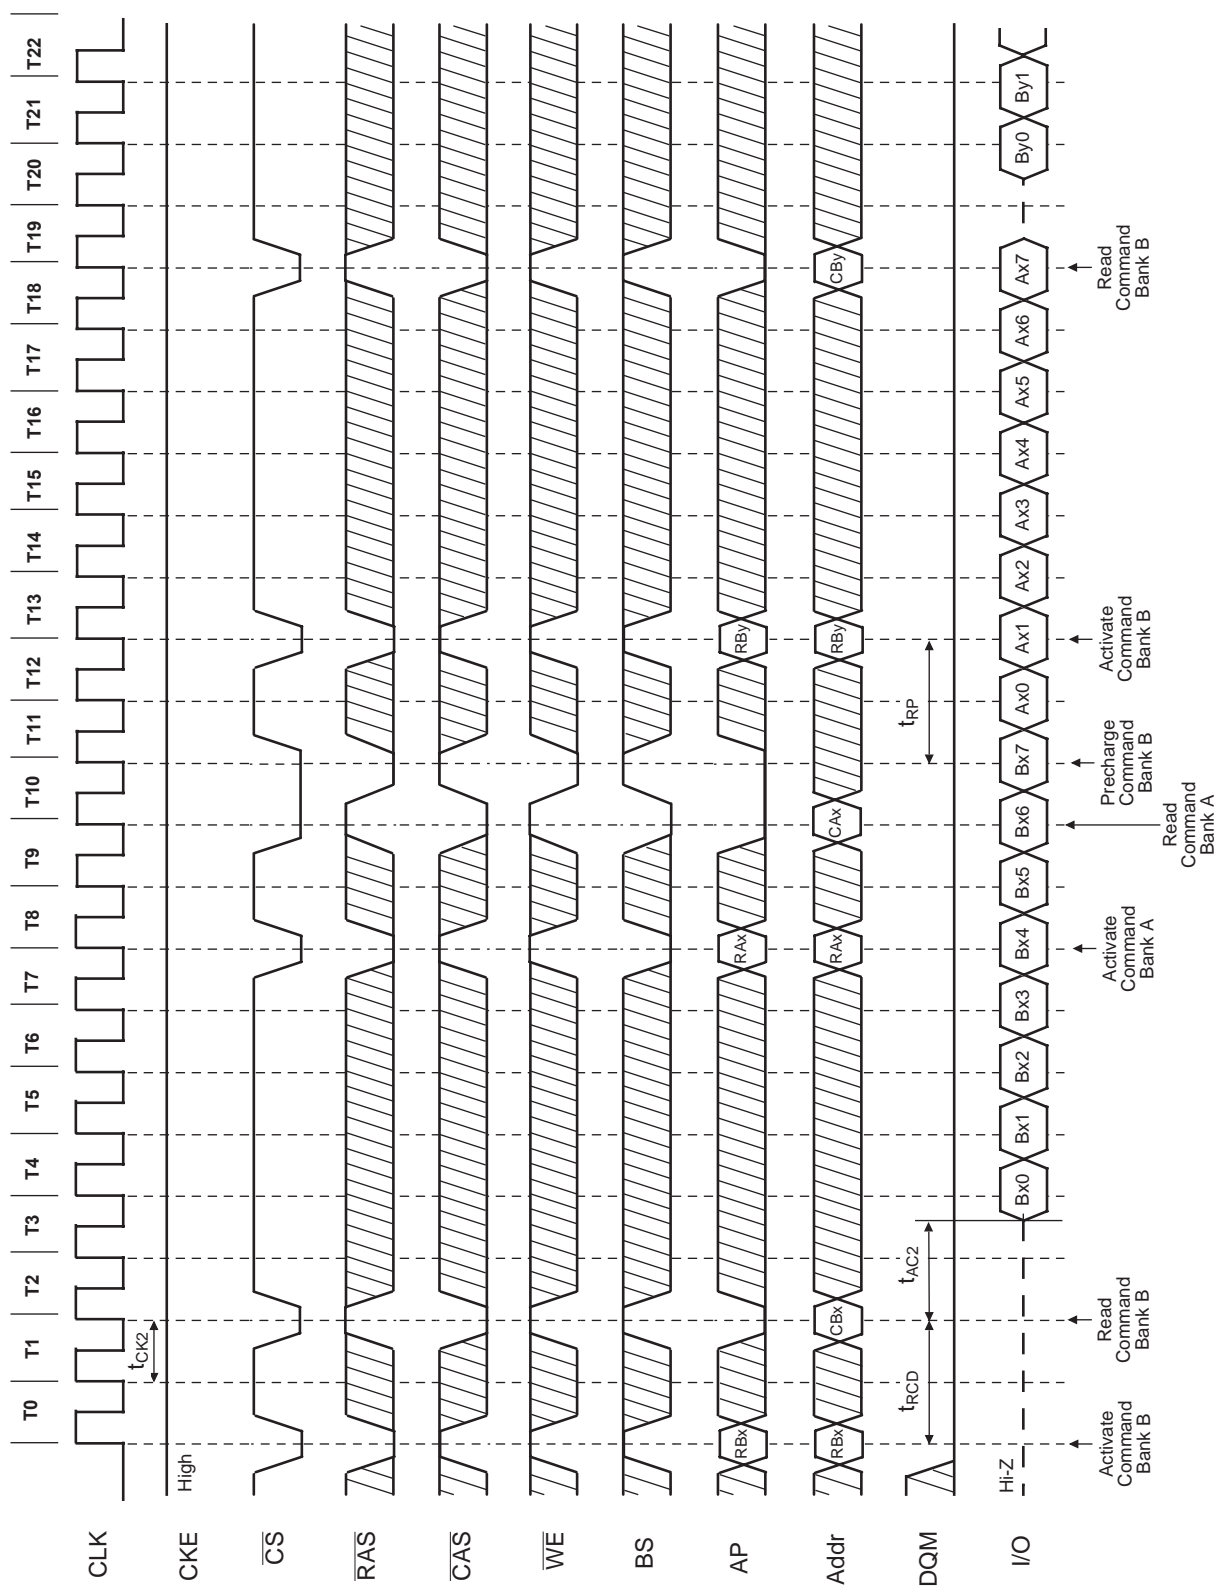 T0 T1 T2 T3 T4 T5 T6 T7 T8 T9 T10 T11 T12 T13 T14 T15 T16 T17 T18 T19 T20 T21 T22
CLK
tCK2
CKE
High
CS
RAS
CAS
WE
BS
AP
RBx RAx RBy
Addr
RBx CBx RAx CAx RBy CBy
DQM
tRCD tAC2 tRP
I/O
Hi-Z
Bx0 Bx1 Bx2 Bx3 Bx4 Bx5 Bx6 Bx7 Ax0 Ax1 Ax2 Ax3 Ax4 Ax5 Ax6 Ax7 By0 By1
Activate
Command
Bank B
Read
Command
Bank B
Activate
Command
Bank A
Read
Command
Bank A
Precharge
Command
Bank B
Activate
Command
Bank B
Read
Command
Bank B